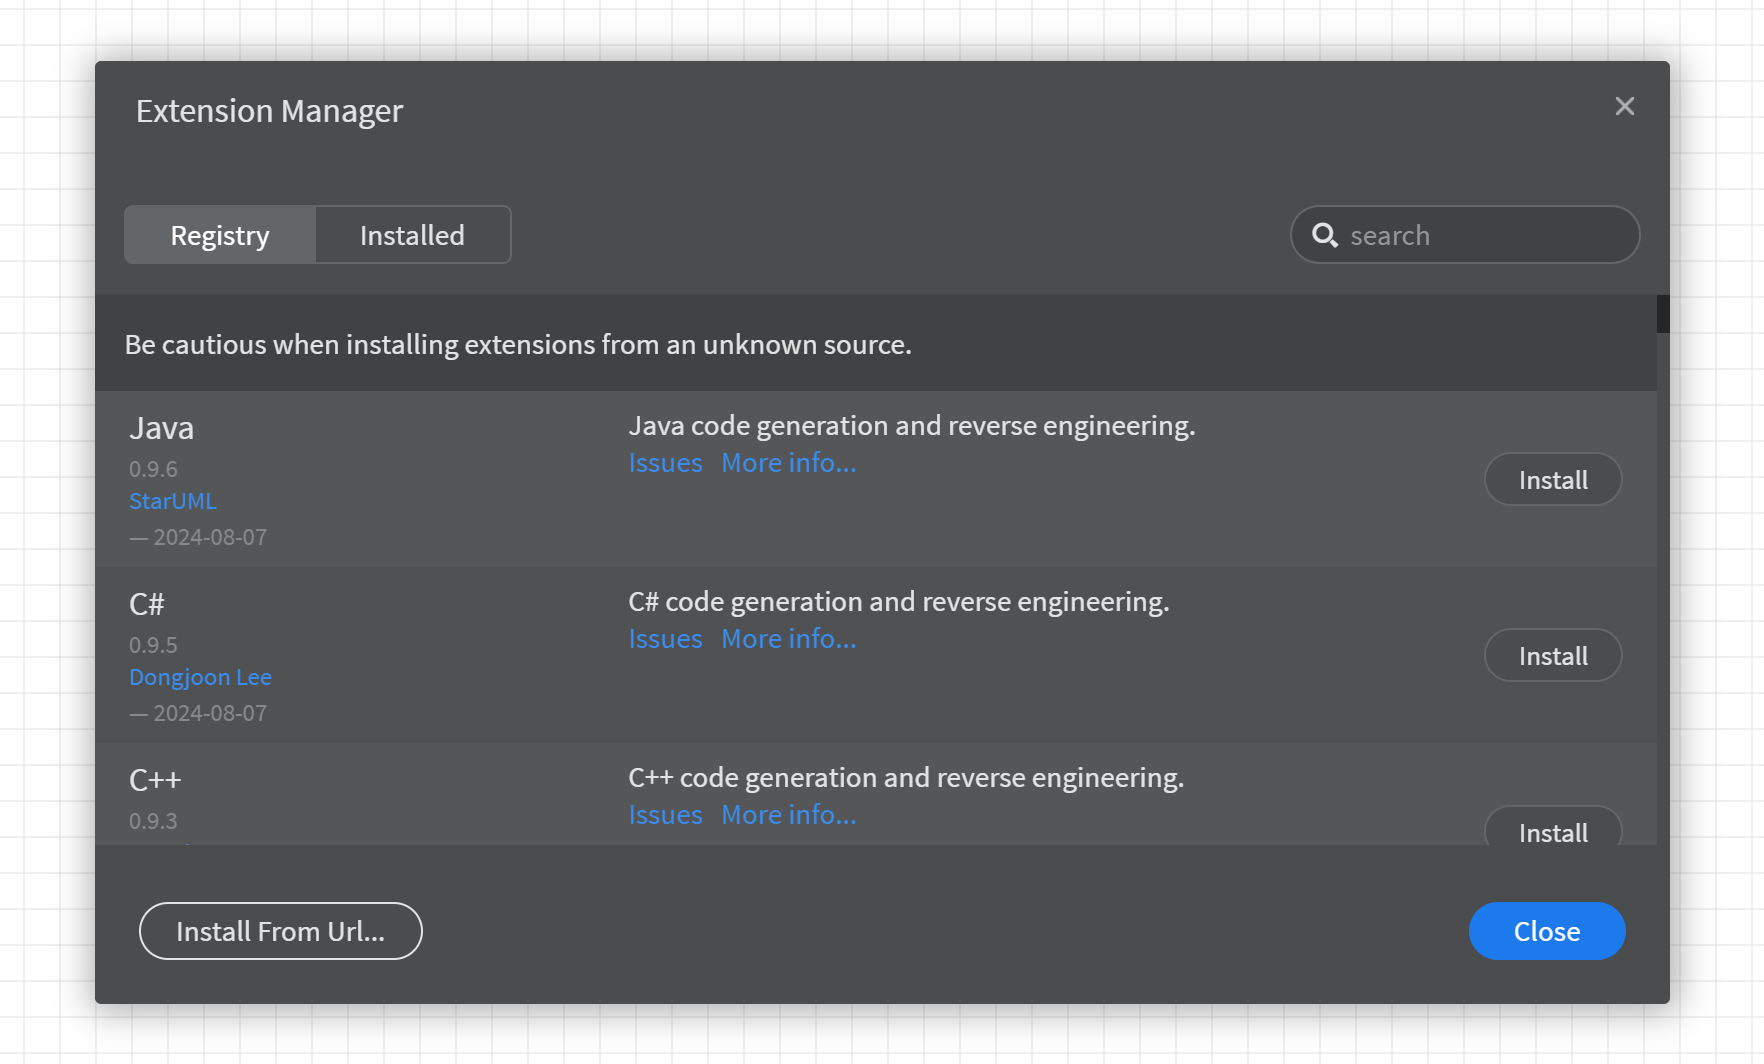 Extension Manager
Registry
Installed
search
Be cautious when installing extensions from an unknown source.
Java
0.9.6
StarUML
— 2024-08-07
Java code generation and reverse engineering.
Issues More info...
Install
C#
0.9.5
Dongjoon Lee
— 2024-08-07
C# code generation and reverse engineering.
Issues More info...
Install
C++
0.9.3
C++ code generation and reverse engineering.
Issues More info...
Install
Install From Url...
Close